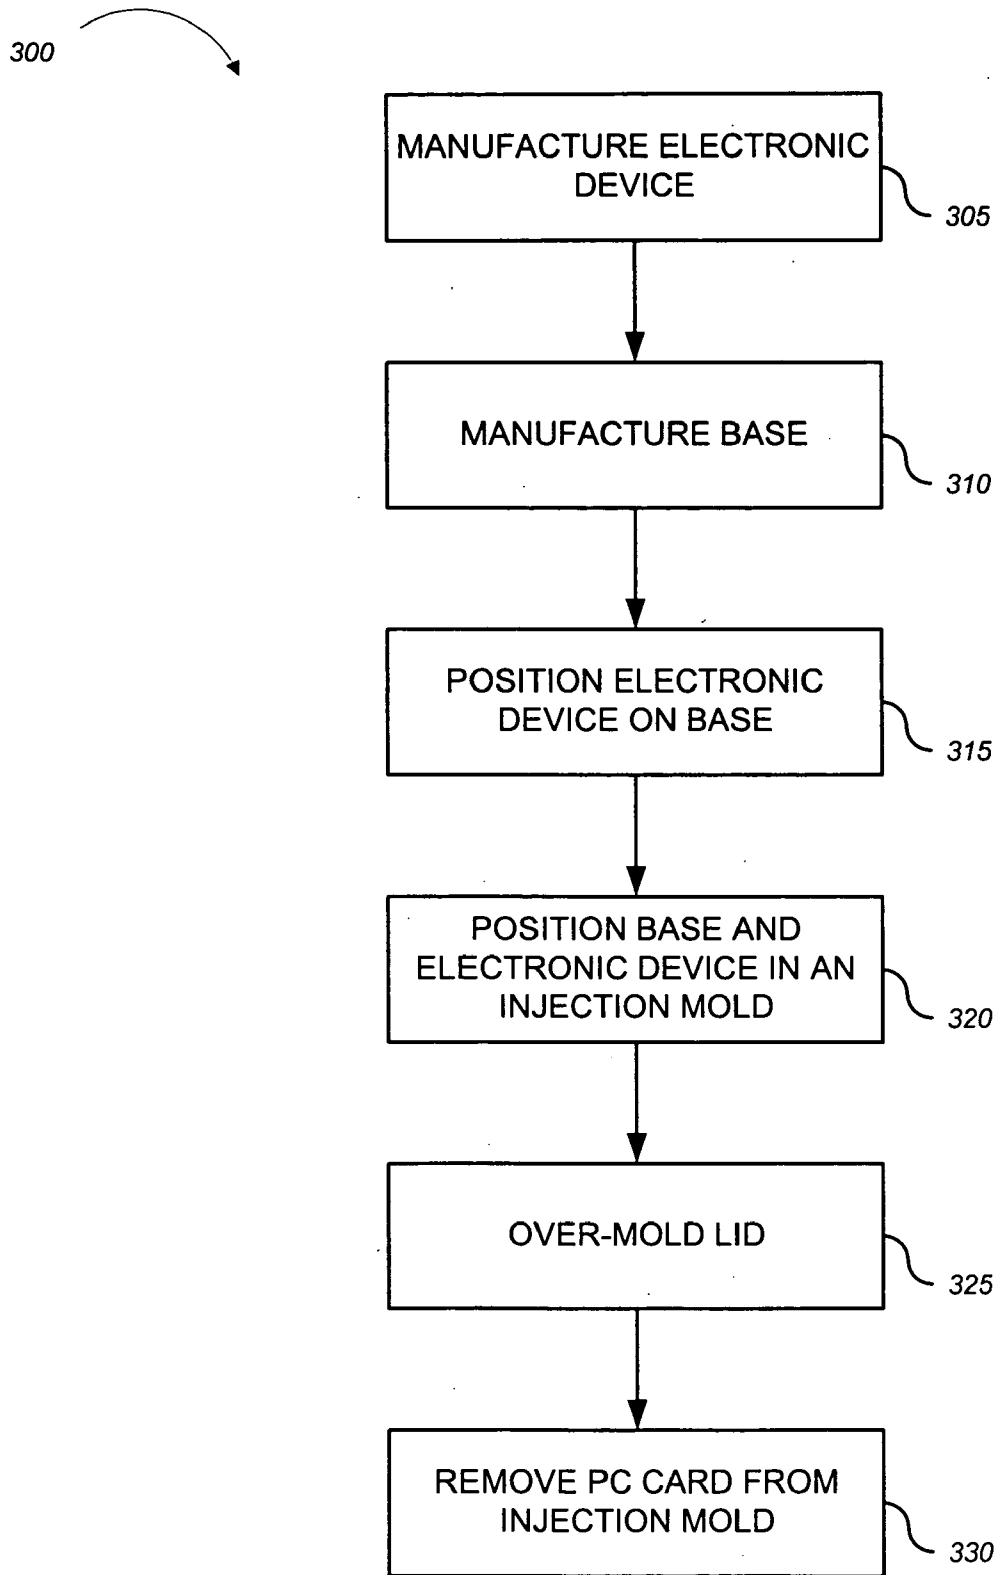 300
MANUFACTURE ELECTRONIC
DEVICE
305
MANUFACTURE BASE
310
POSITION ELECTRONIC
DEVICE ON BASE
315
POSITION BASE AND
ELECTRONIC DEVICE IN AN
INJECTION MOLD
320
OVER-MOLD LID
325
REMOVE PC CARD FROM
INJECTION MOLD
330